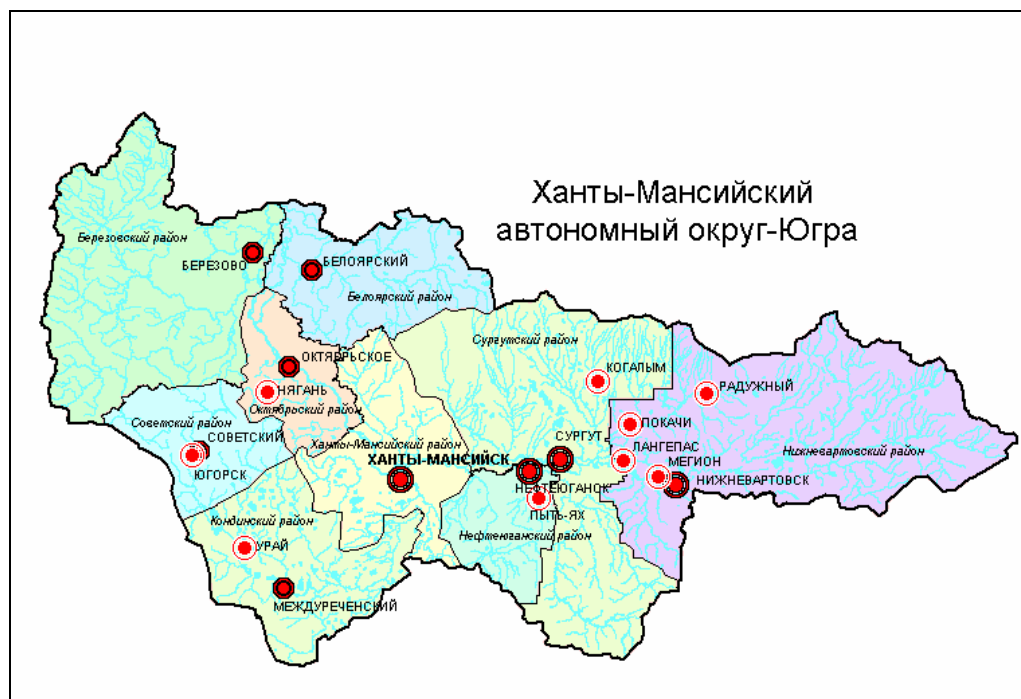 Ханты-Мансийский
автономный округ-Югра
Березовский район
БЕРЕЗОВО
БЕЛОЯРСКИЙ
Белоярский район
Сургутский район
ОКТЯБРЬСКОЕ
КОГАЛЫМ
НЯГАНЬ
РАДУЖНЫЙ
Октябрьский район
Советский район
ПОКАЧИ
СОВЕТСКИЙ
Ханты-Мансийский район
СУРГУТ
Нижневартовский район
ХАНТЫ-МАНСИЙСК
ЛАНГЕПАС
МЕГИОН
ЮГОРСК
НИЖНЕВАРТОВСК
НЕФТЕЮГАНСК
ПЫТЬ-ЯХ
Кондинский район
Нефтеюганский район
УРАЙ
МЕЖДУРЕЧЕНСКИЙ